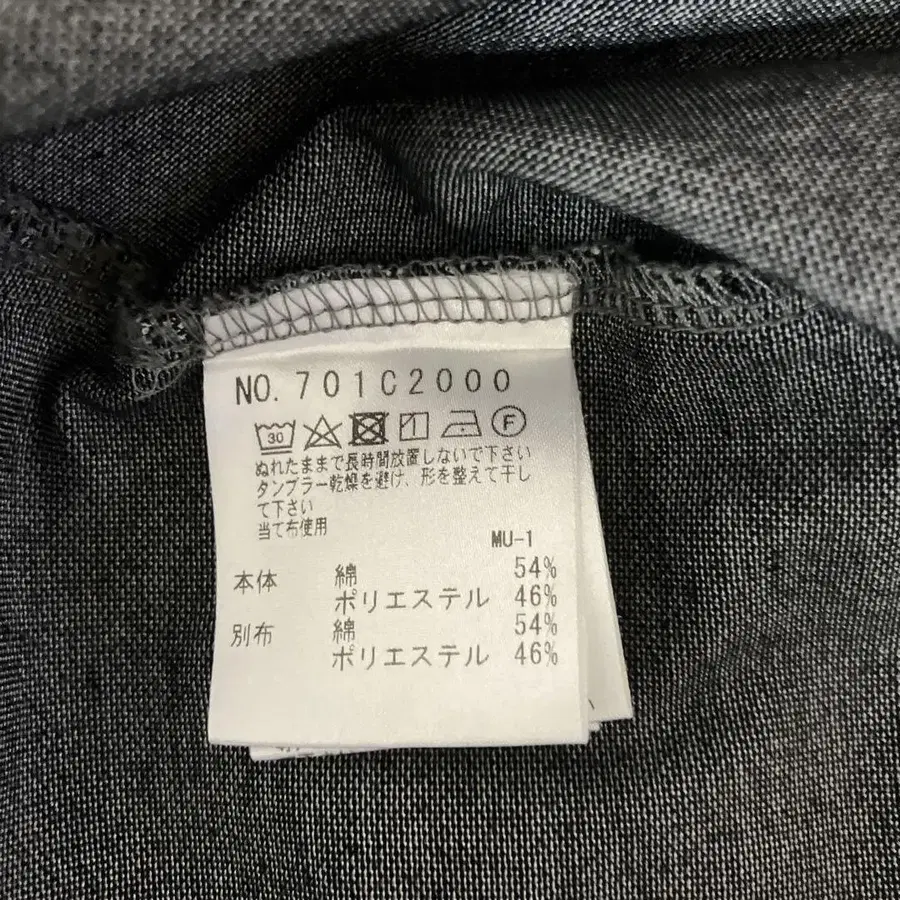 NO. 701C2000
30 F
ぬれたままで長時間放置しないで下さい
タンブラー乾燥を避け、形を整えて干し
て下さい
当て布使用
MU-1
本体 綿 54%
ポリエステル 46%
別布 綿 54%
ポリエステル 46%